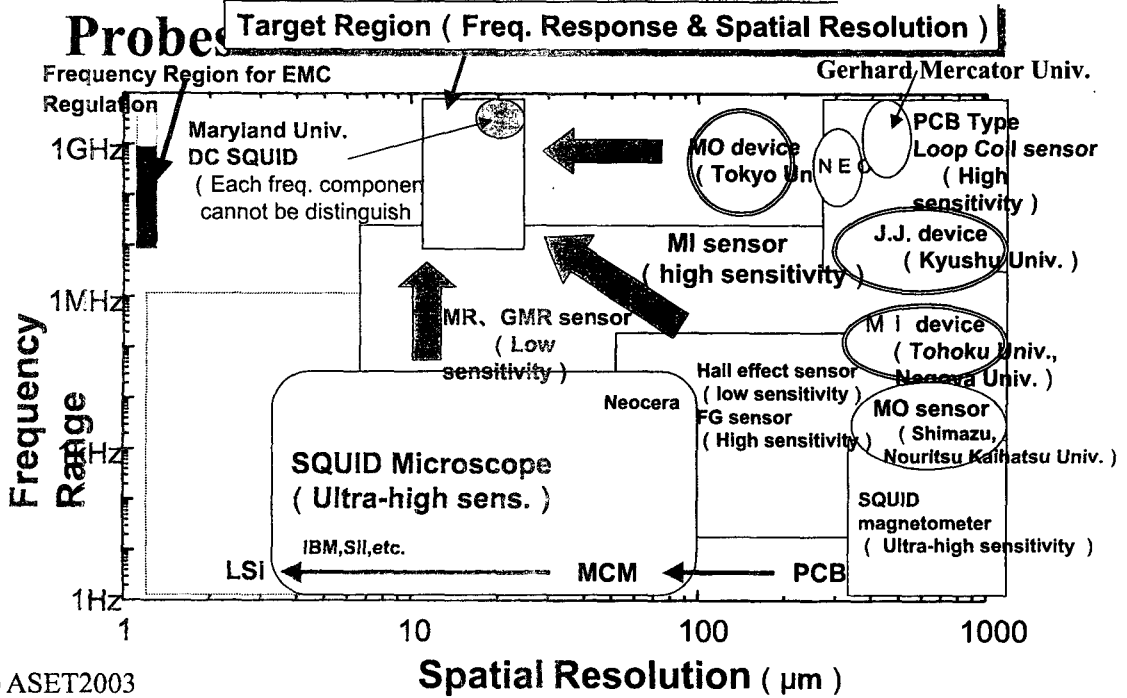 Target Region ( Freq. Response & Spatial Resolution )
Probes
Frequency Region for EMC
Regulation
Gerhard Mercator Univ.
Maryland Univ.
DC SQUID
( Each freq. componen
cannot be distinguish
MO device
( Tokyo Un
NEC
PCB Type
Loop Coil sensor
( High
sensitivity )
1GHz
J.J. device
( Kyushu Univ. )
MI sensor
( high sensitivity )
1MHz
MR、GMR sensor
( Low
sensitivity )
M I device
( Tohoku Univ.,
Nagoya Univ. )
Hall effect sensor
( low sensitivity )
FG sensor
( High sensitivity )
MO sensor
( Shimazu,
Nouritsu Kaihatsu Univ. )
Neocera
SQUID Microscope
( Ultra-high sens. )
SQUID
magnetometer
( Ultra-high sensitivity )
IBM,SII,etc.
LSi
MCM
PCB
Hz
1Hz
Frequency
Range
1
10
100
1000
Spatial Resolution ( μm )
ASET2003